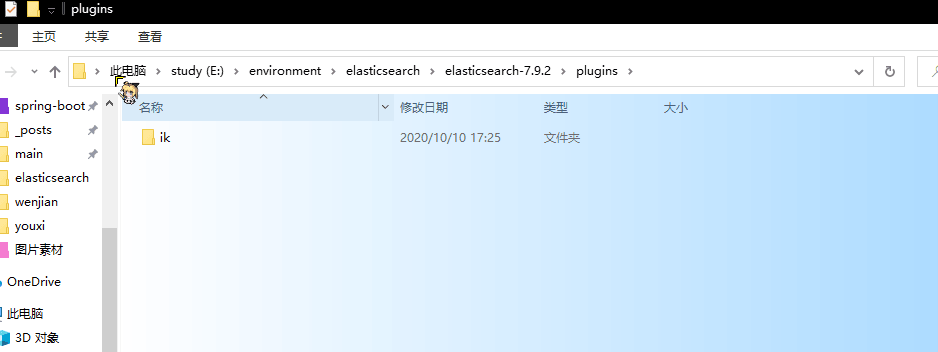 plugins
主页 共享 查看
此电脑 study (E:) environment elasticsearch elasticsearch-7.9.2 plugins
名称 修改日期 类型 大小
spring-boot
ik 2020/10/10 17:25 文件夹
_posts
main
elasticsearch
wenjian
youxi
图片素材
OneDrive
此电脑
3D 对象